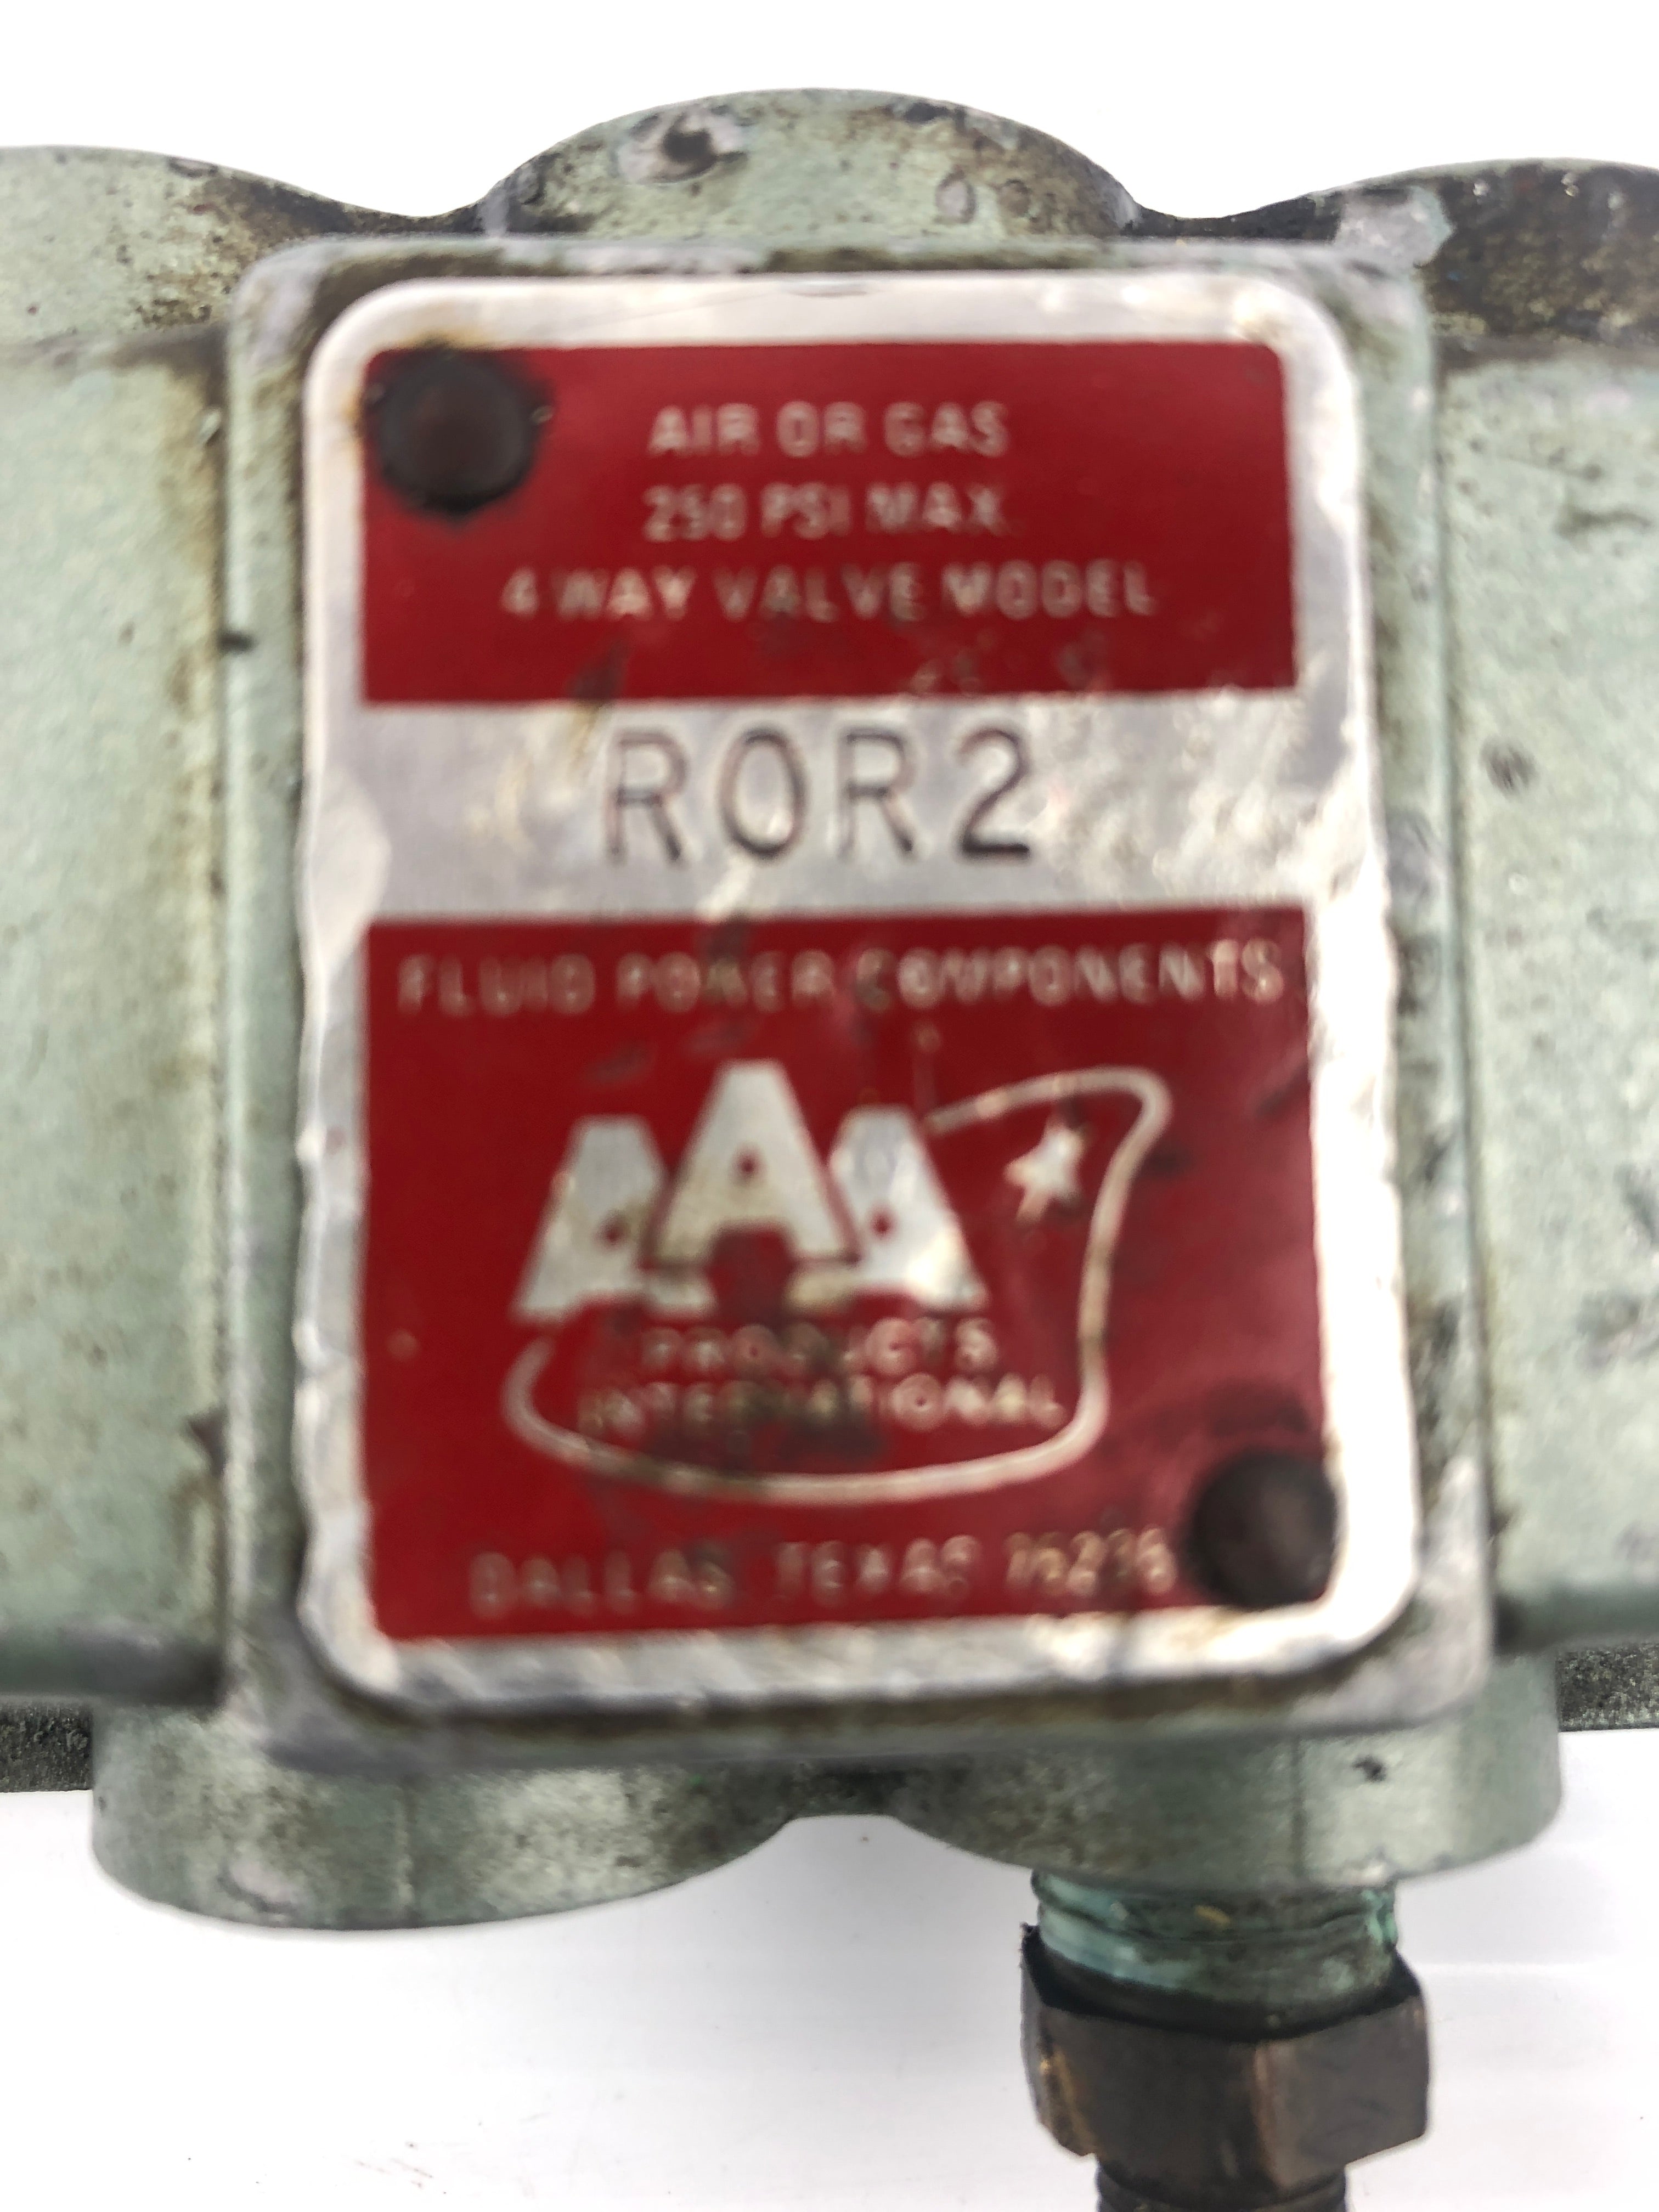 AIR OR GAS
250 PSI MAX.
4 WAY VALVE MODEL
ROR2
FLUID POWER COMPONENTS
AAA
PRODUCTS
INTERNATIONAL
DALLAS, TEXAS